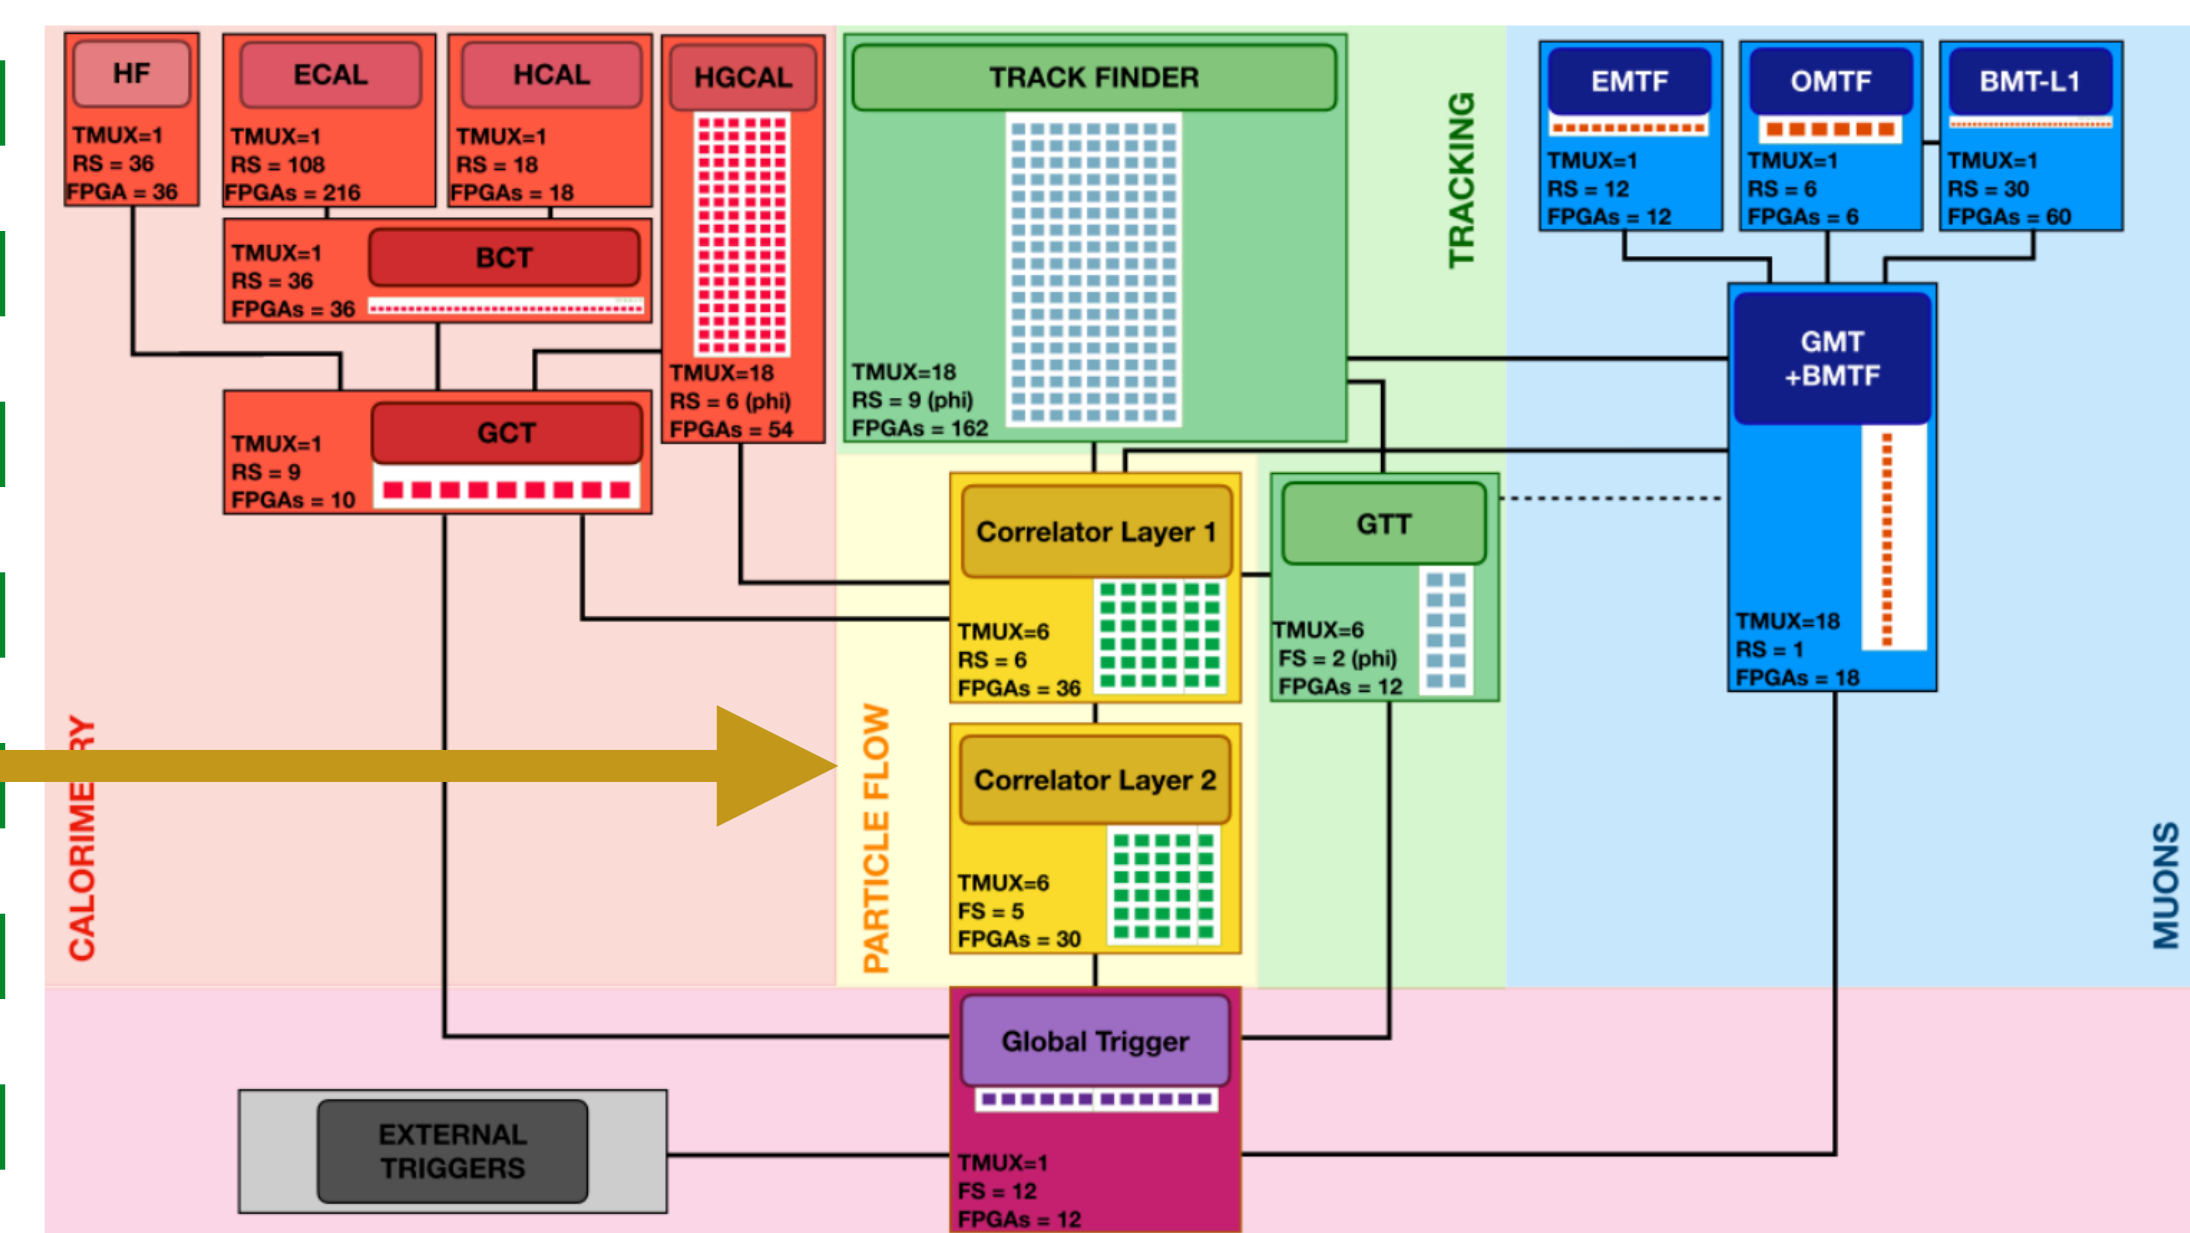 HF
TMUX=1
RS = 36
FPGA = 36
ECAL
TMUX=1
RS = 108
FPGAs = 216
HCAL
TMUX=1
RS = 18
FPGAs = 18
HGCAL
TMUX=18
RS = 6 (phi)
FPGAs = 54
BCT
TMUX=1
RS = 36
FPGAs = 36
GCT
TMUX=1
RS = 9
FPGAs = 10
CALORIMETRY
TRACK FINDER
TMUX=18
RS = 9 (phi)
FPGAs = 162
TRACKING
EMTF
TMUX=1
RS = 12
FPGAs = 12
OMTF
TMUX=1
RS = 6
FPGAs = 6
BMT-L1
TMUX=1
RS = 30
FPGAs = 60
GMT
+BMTF
TMUX=18
RS = 1
FPGAs = 18
MUONS
Correlator Layer 1
TMUX=6
RS = 6
FPGAs = 36
GTT
TMUX=6
FS = 2 (phi)
FPGAs = 12
PARTICLE FLOW
Correlator Layer 2
TMUX=6
FS = 5
FPGAs = 30
Global Trigger
TMUX=1
FS = 12
FPGAs = 12
EXTERNAL
TRIGGERS